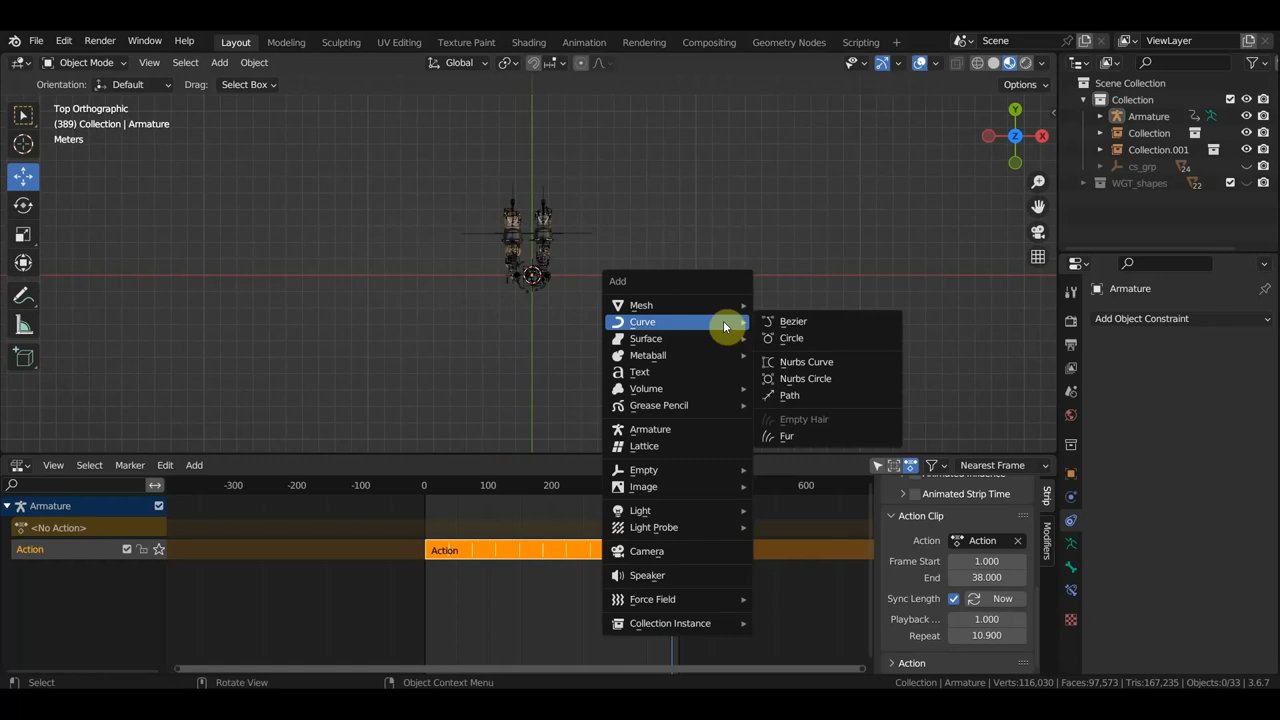 File Edit Render Window Help
Layout Modeling Sculpting UV Editing Texture Paint Shading Animation Rendering Compositing Geometry Nodes Scripting +
Scene ViewLayer
Object Mode View Select Add Object Global
Orientation: Default Drag: Select Box Options
Top Orthographic
(389) Collection | Armature
Meters
Y
Z
X
Scene Collection
Collection
Armature
Collection
Collection.001
cs_grp 24
WGT_shapes 22
Armature
Add Object Constraint
Add
Mesh
Curve
Surface
Metaball
Text
Volume
Grease Pencil
Armature
Lattice
Empty
Image
Light
Light Probe
Camera
Speaker
Force Field
Collection Instance
Bezier
Circle
Nurbs Curve
Nurbs Circle
Path
Empty Hair
Fur
View Select Marker Edit Add Nearest Frame
-300 -200 -100 0 100 200 600
Armature
<No Action>
Action
Action
Animated Strip Time
Action Clip
Action Action
Frame Start 1.000
End 38.000
Sync Length Now
Playback ... 1.000
Repeat 10.900
Action
Strip
Modifiers
Select Rotate View Object Context Menu Collection | Armature | Verts:116,030 | Faces:97,573 | Tris:167,235 | Objects:0/33 | 3.6.7